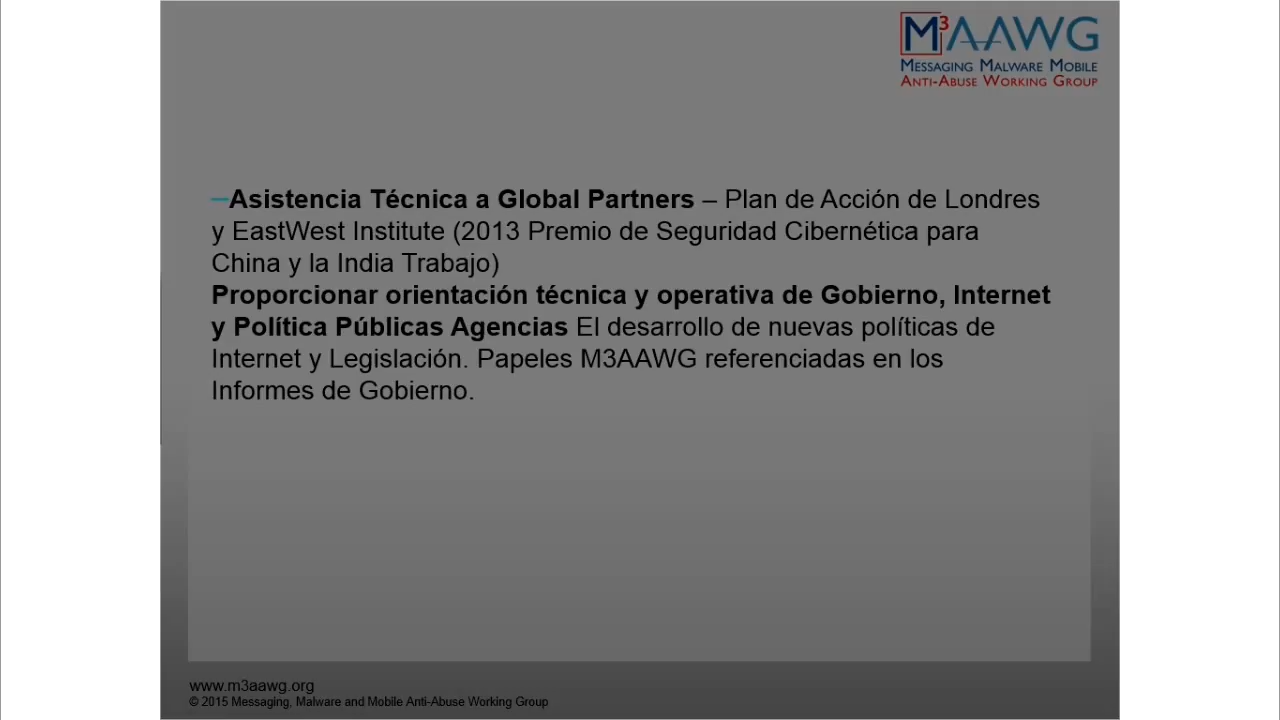 M3AAWG
MESSAGING MALWARE MOBILE
ANTI-ABUSE WORKING GROUP
–Asistencia Técnica a Global Partners – Plan de Acción de Londres
y EastWest Institute (2013 Premio de Seguridad Cibernética para
China y la India Trabajo)
Proporcionar orientación técnica y operativa de Gobierno, Internet
y Política Públicas Agencias El desarrollo de nuevas políticas de
Internet y Legislación. Papeles M3AAWG referenciadas en los
Informes de Gobierno.
www.m3aawg.org
© 2015 Messaging, Malware and Mobile Anti-Abuse Working Group